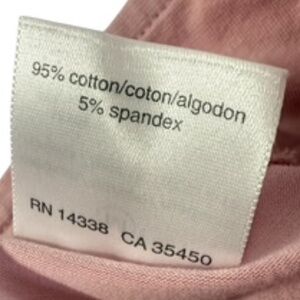 95% cotton/coton/algodon
5% spandex
RN 14338 CA 35450